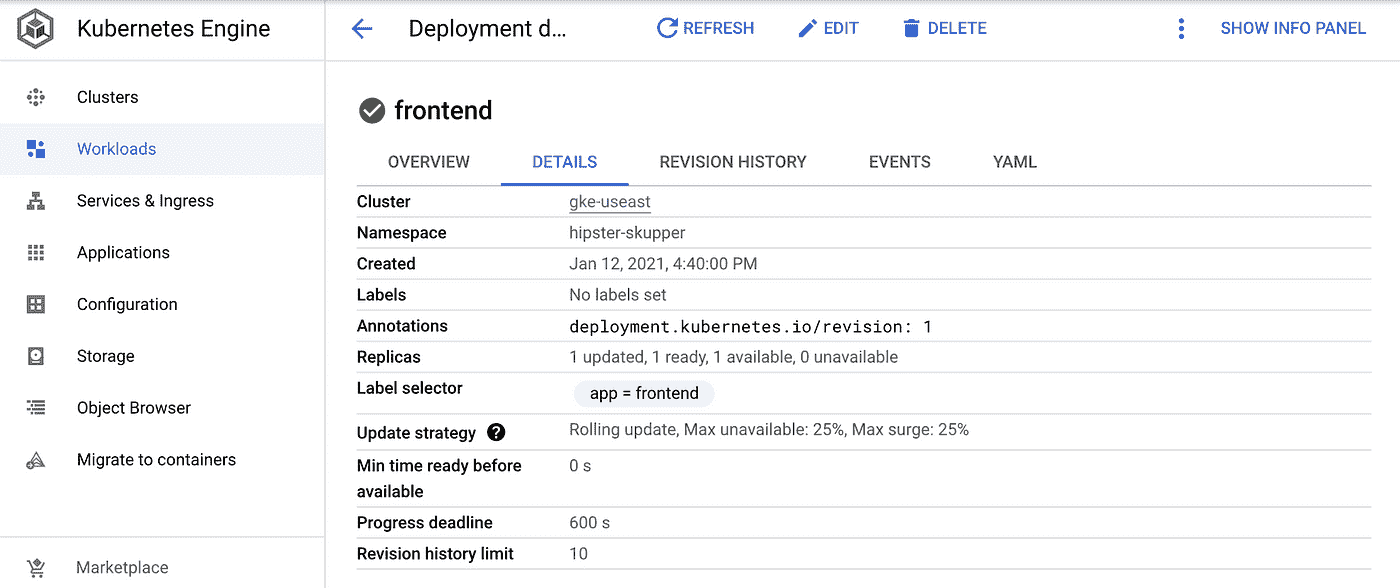 Kubernetes Engine
Deployment d...
REFRESH
EDIT
DELETE
SHOW INFO PANEL
Clusters
Workloads
Services & Ingress
Applications
Configuration
Storage
Object Browser
Migrate to containers
Marketplace
frontend
OVERVIEW
DETAILS
REVISION HISTORY
EVENTS
YAML
Cluster gke-useast
Namespace hipster-skupper
Created Jan 12, 2021, 4:40:00 PM
Labels No labels set
Annotations deployment.kubernetes.io/revision: 1
Replicas 1 updated, 1 ready, 1 available, 0 unavailable
Label selector app = frontend
Update strategy ? Rolling update, Max unavailable: 25%, Max surge: 25%
Min time ready before 0 s
available
Progress deadline 600 s
Revision history limit 10